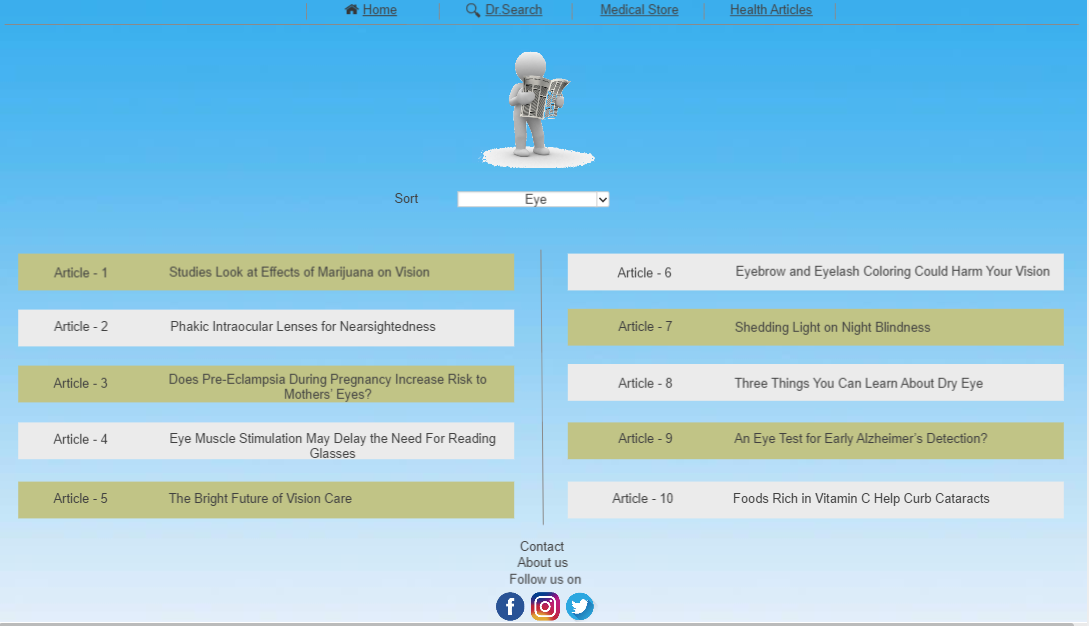 Home Dr.Search Medical Store Health Articles
Sort Eye
Article - 1 Studies Look at Effects of Marijuana on Vision
Article - 2 Phakic Intraocular Lenses for Nearsightedness
Article - 3 Does Pre-Eclampsia During Pregnancy Increase Risk to
Mothers’ Eyes?
Article - 4 Eye Muscle Stimulation May Delay the Need For Reading
Glasses
Article - 5 The Bright Future of Vision Care
Article - 6 Eyebrow and Eyelash Coloring Could Harm Your Vision
Article - 7 Shedding Light on Night Blindness
Article - 8 Three Things You Can Learn About Dry Eye
Article - 9 An Eye Test for Early Alzheimer’s Detection?
Article - 10 Foods Rich in Vitamin C Help Curb Cataracts
Contact
About us
Follow us on